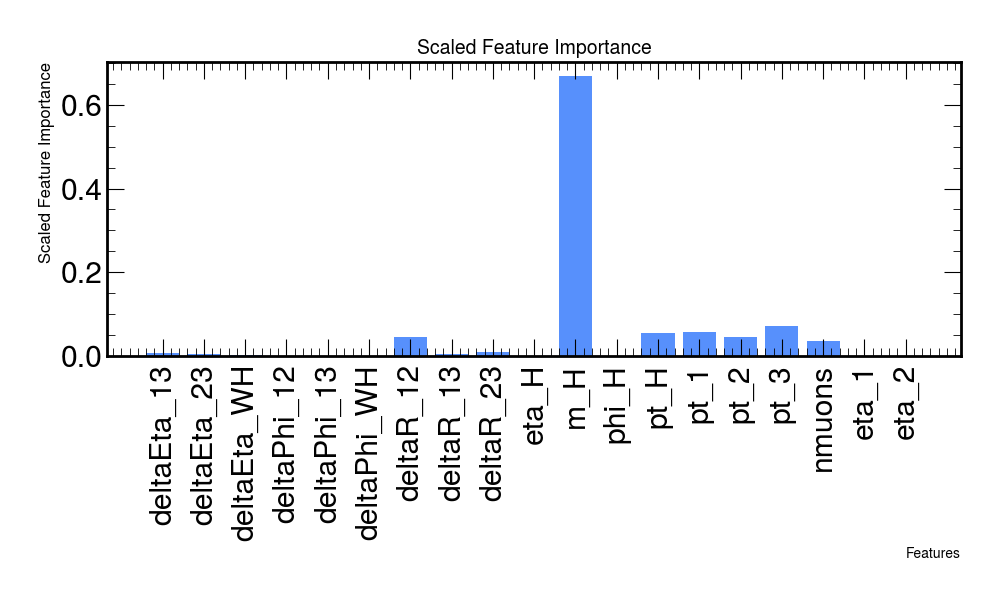 Scaled Feature Importance
Scaled Feature Importance
0.6
0.4
0.2
0.0
deltaEta_13
deltaEta_23
deltaEta_WH
deltaPhi_12
deltaPhi_13
deltaPhi_WH
deltaR_12
deltaR_13
deltaR_23
eta_H
m_H
phi_H
pt_H
pt_1
pt_2
pt_3
nmuons
eta_1
eta_2
Features